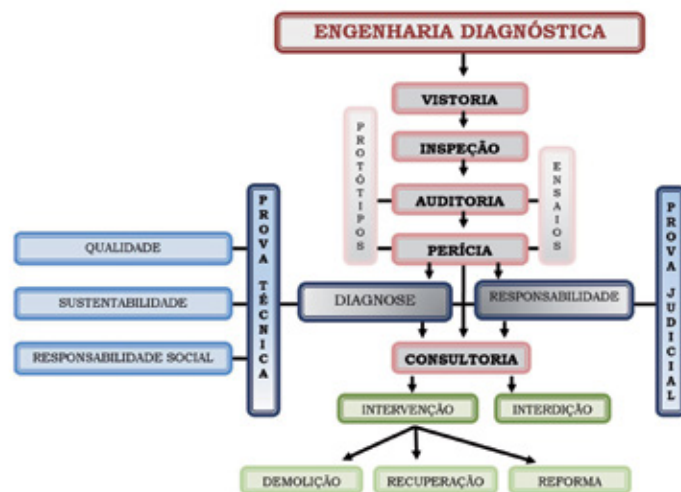 ENGENHARIA DIAGNÓSTICA
VISTORIA
PROTÓTIPOS
INSPEÇÃO
ENSAIOS
AUDITORIA
PERÍCIA
PROVA TÉCNICA
PROVA JUDICIAL
QUALIDADE
SUSTENTABILIDADE
RESPONSABILIDADE SOCIAL
DIAGNOSE
RESPONSABILIDADE
CONSULTORIA
INTERVENÇÃO
INTERDIÇÃO
DEMOLIÇÃO
RECUPERAÇÃO
REFORMA